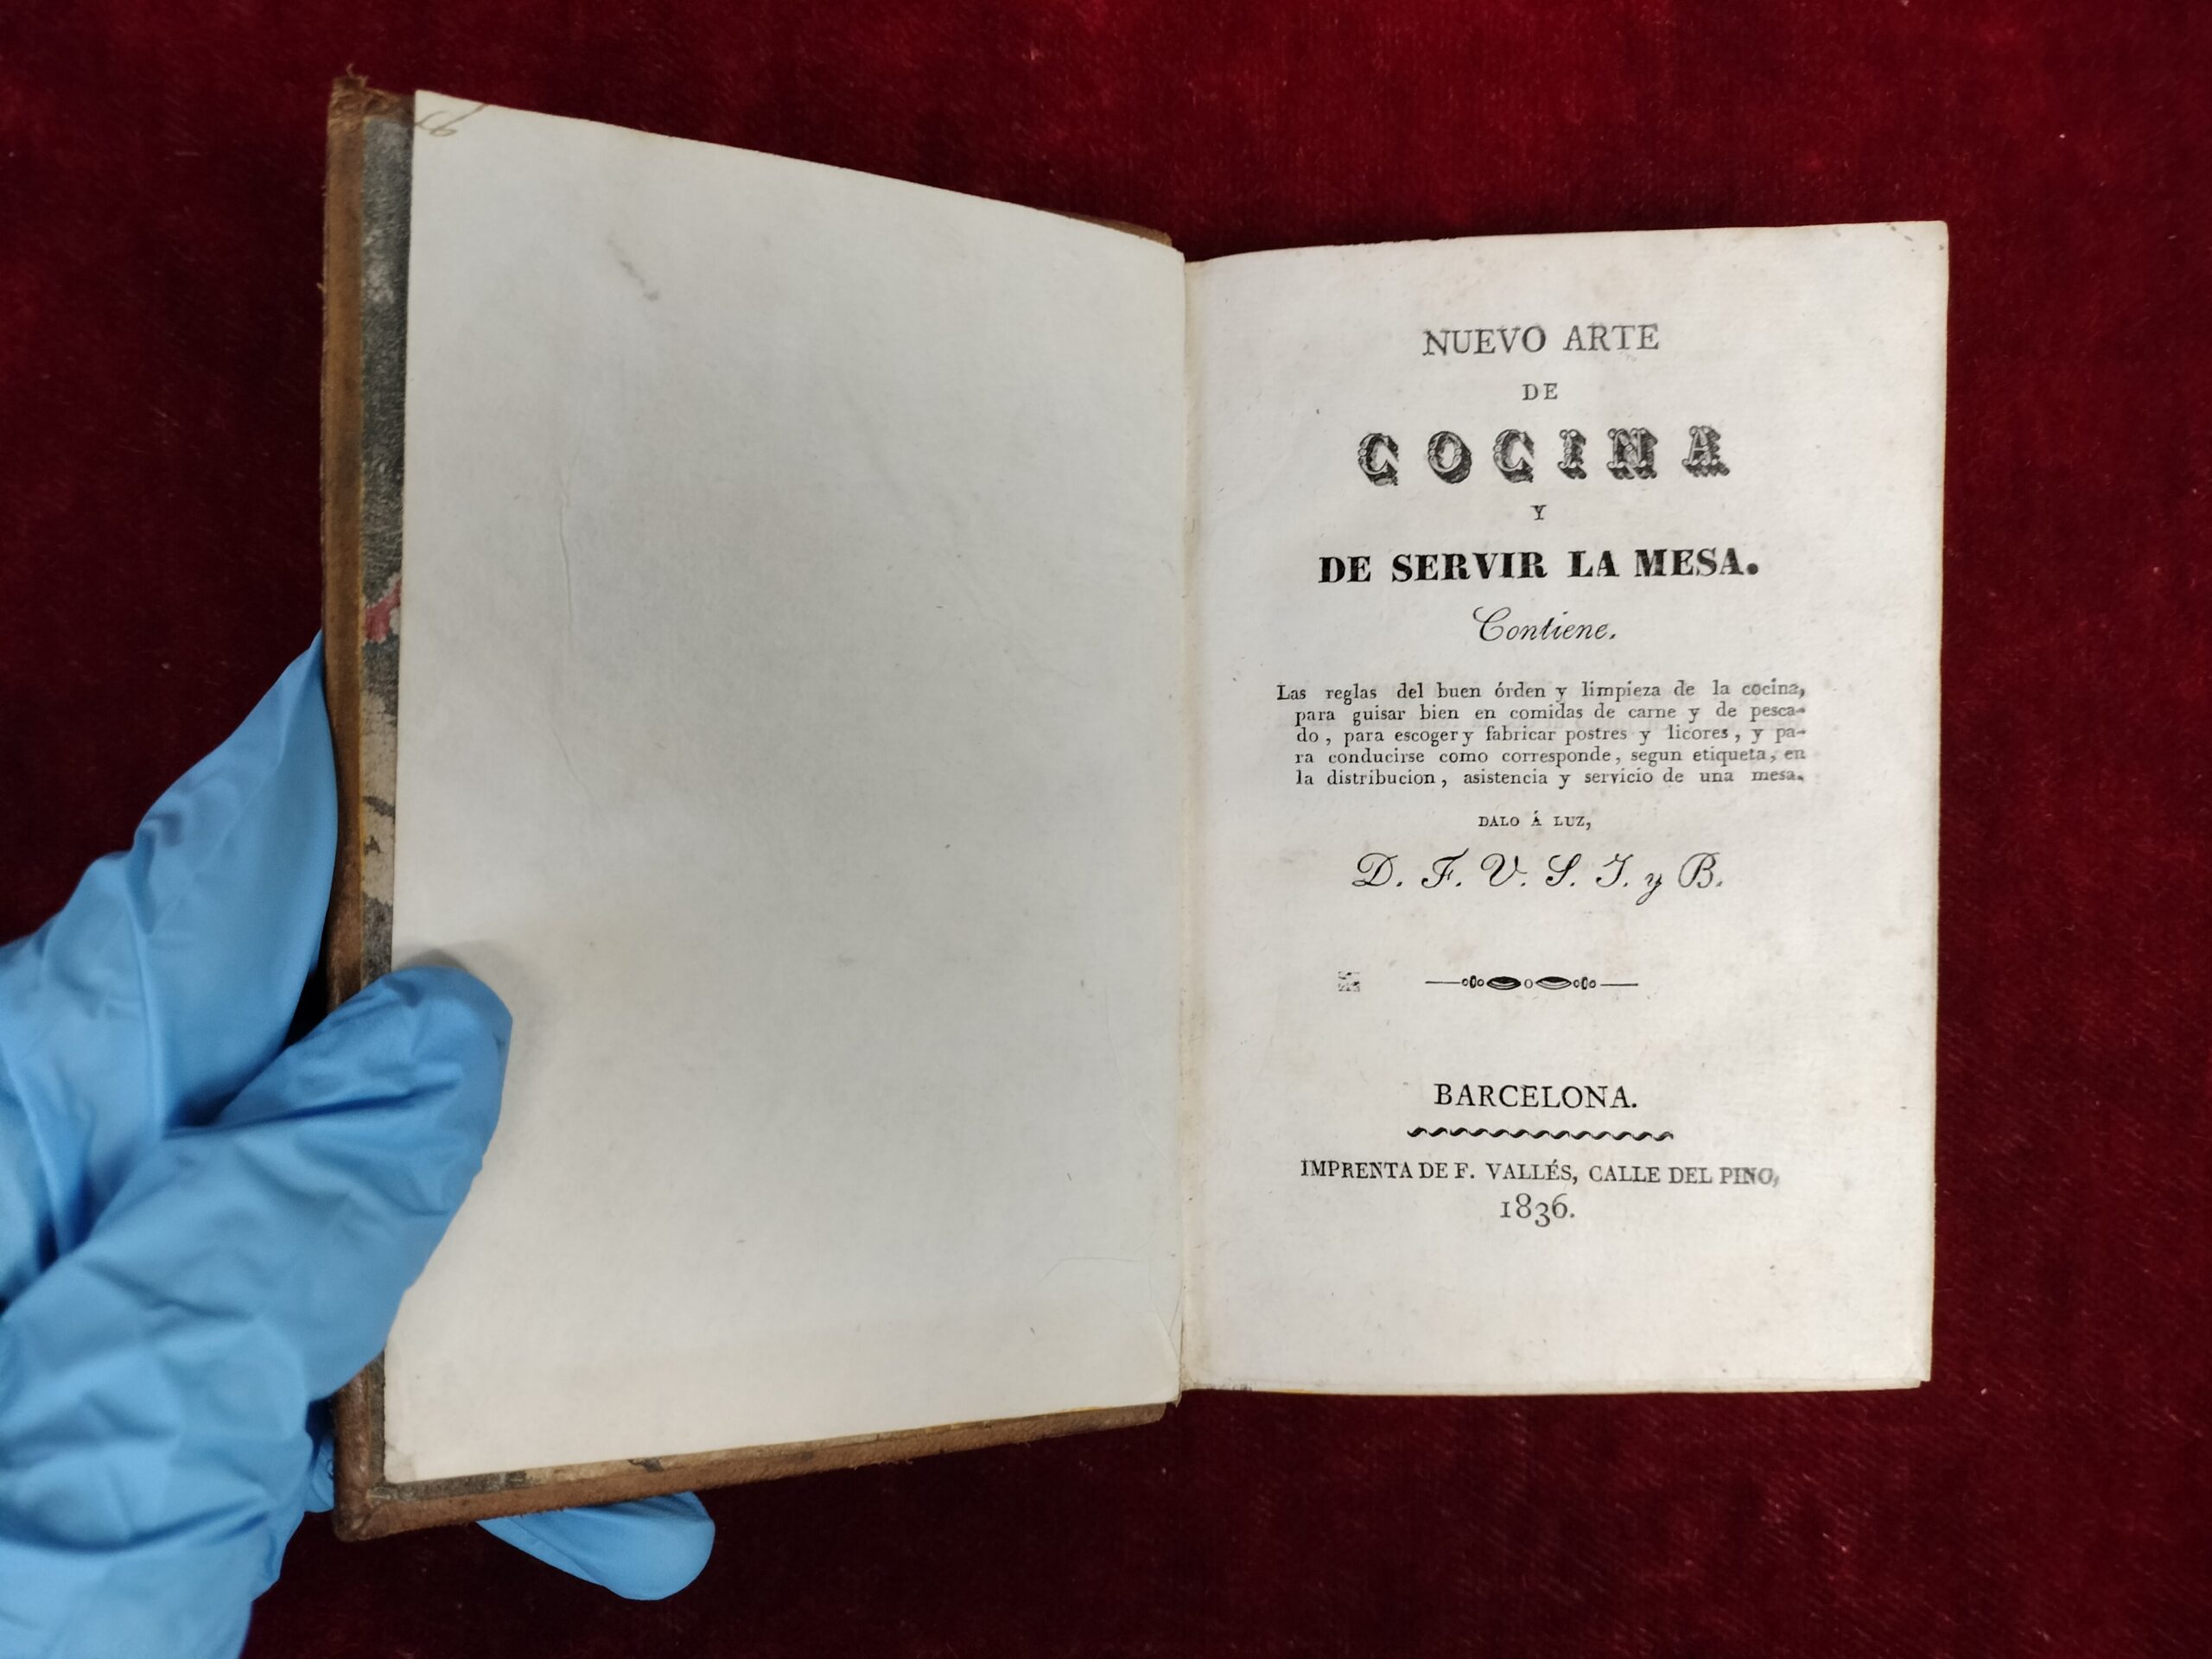 NUEVO ARTE
DE
COCINA
Y
DE SERVIR LA MESA.
Contiene.
Las reglas del buen órden y limpieza de la cocina,
para guisar bien en comidas de carne y de pesca-
do, para escoger y fabricar postres y licores, y pa-
ra conducirse como corresponde, segun etiqueta, en
la distribucion, asistencia y servicio de una mesa.
DALO Á LUZ,
D. F. V. S. J. y B.
BARCELONA.
IMPRENTA DE F. VALLÉS, CALLE DEL PINO,
1836.